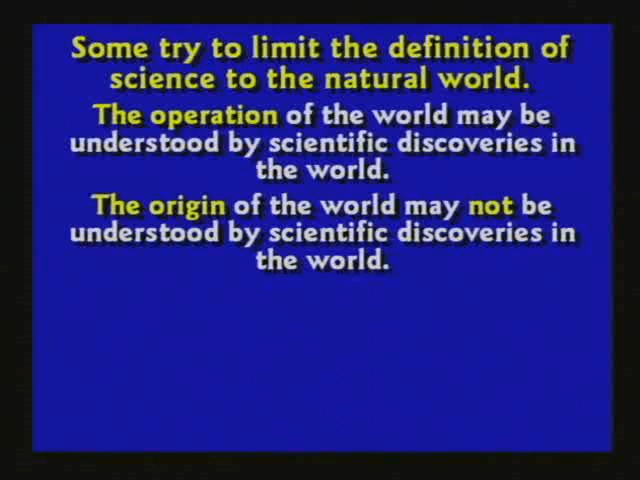 Some try to limit the definition of
science to the natural world.
The operation of the world may be
understood by scientific discoveries in
the world.
The origin of the world may not be
understood by scientific discoveries in
the world.